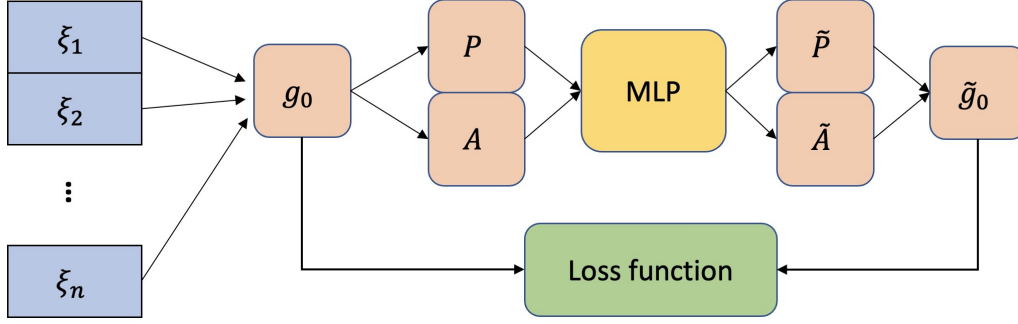 ξ₁
ξ₂
⋮
ξₙ
g₀
P
A
MLP
P̃
Ã
g̃₀
Loss function